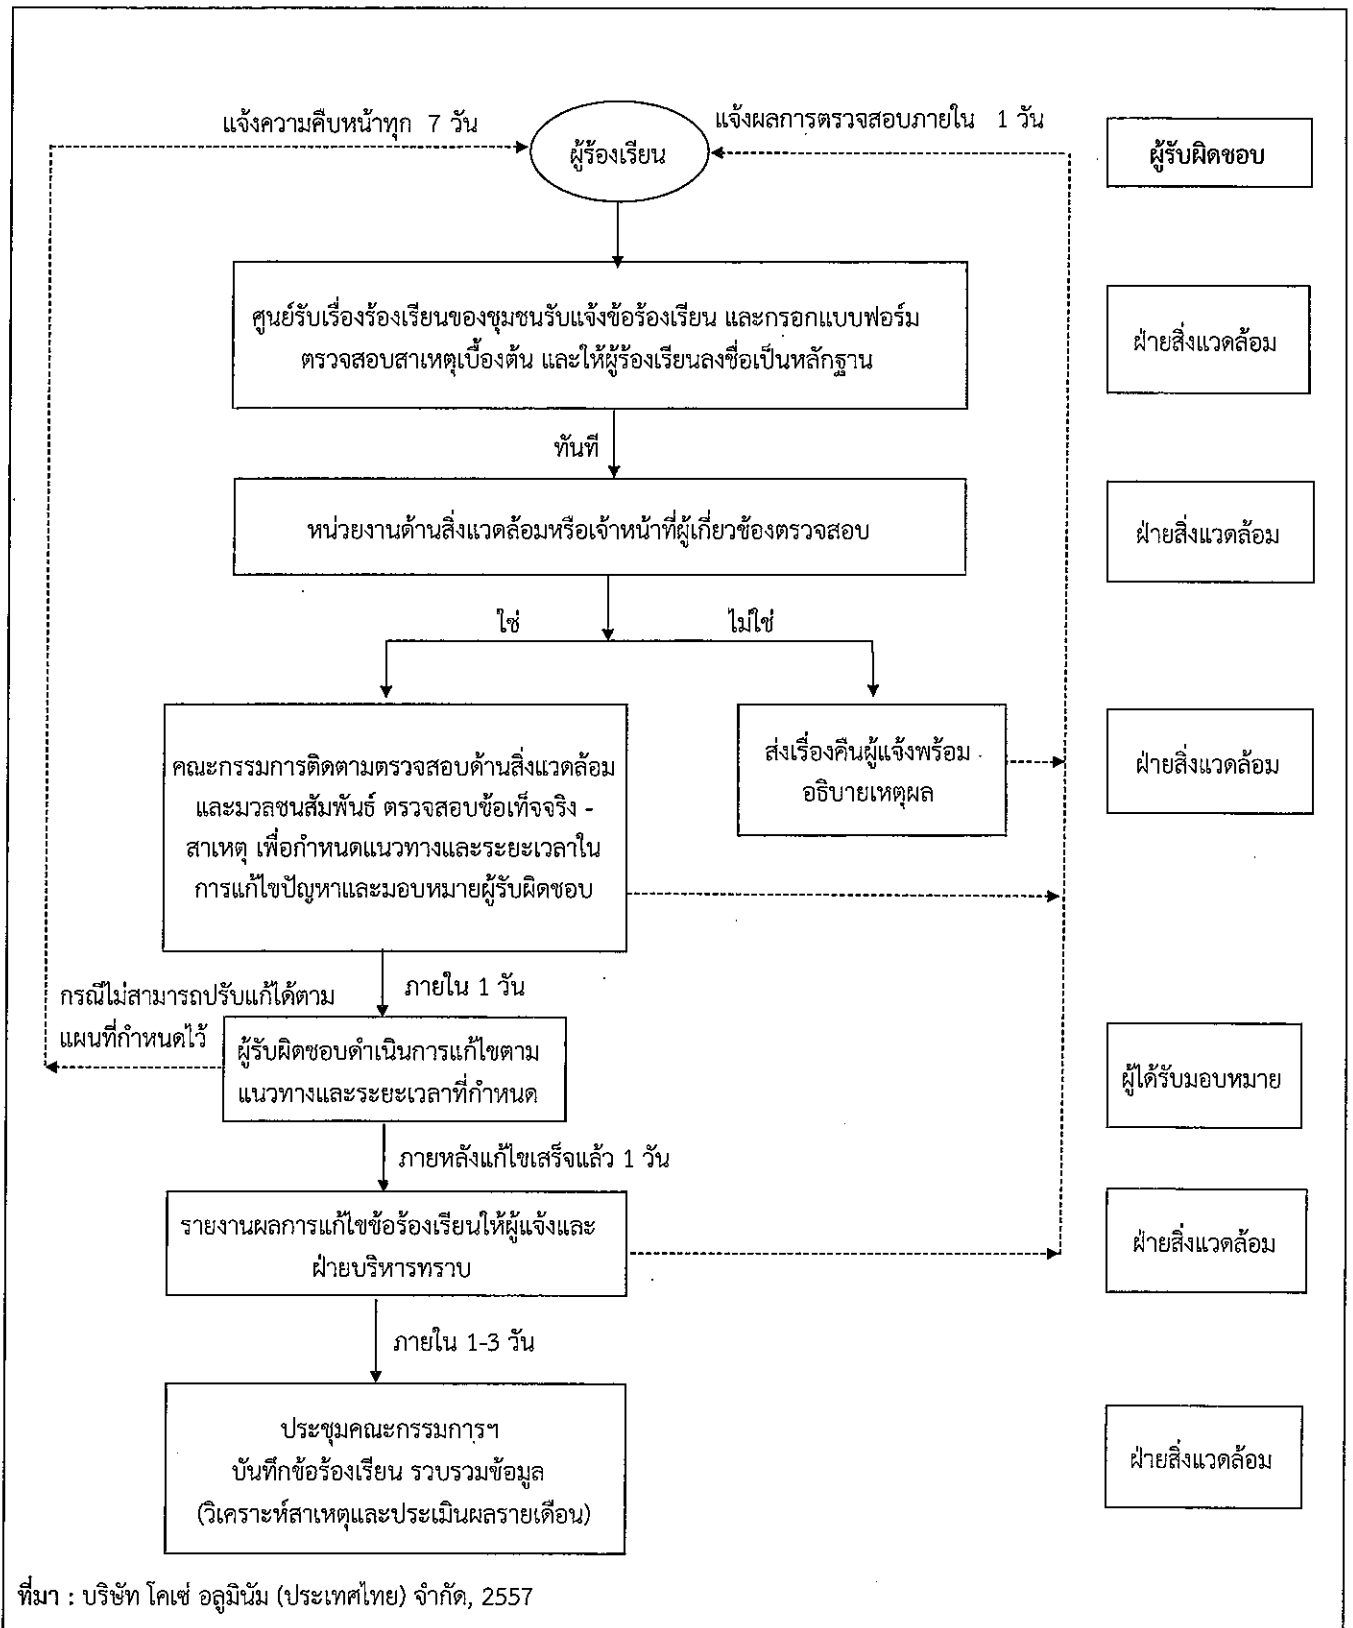 แจ้งความคืบหน้าทุก 7 วัน
ผู้ร้องเรียน
แจ้งผลการตรวจสอบภายใน 1 วัน
ผู้รับผิดชอบ
ศูนย์รับเรื่องร้องเรียนของชุมชนรับแจ้งข้อร้องเรียน และกรอกแบบฟอร์ม
ตรวจสอบสาเหตุเบื้องต้น และให้ผู้ร้องเรียนลงชื่อเป็นหลักฐาน
ฝ่ายสิ่งแวดล้อม
ทันที
หน่วยงานด้านสิ่งแวดล้อมหรือเจ้าหน้าที่ผู้เกี่ยวข้องตรวจสอบ
ฝ่ายสิ่งแวดล้อม
ใช่
ไม่ใช่
คณะกรรมการติดตามตรวจสอบด้านสิ่งแวดล้อม
และมวลชนสัมพันธ์ ตรวจสอบข้อเท็จจริง -
สาเหตุ เพื่อกำหนดแนวทางและระยะเวลาใน
การแก้ไขปัญหาและมอบหมายผู้รับผิดชอบ
ส่งเรื่องคืนผู้แจ้งพร้อม
อธิบายเหตุผล
ฝ่ายสิ่งแวดล้อม
กรณีไม่สามารถปรับแก้ได้ตาม
แผนที่กำหนดไว้
ภายใน 1 วัน
ผู้รับผิดชอบดำเนินการแก้ไขตาม
แนวทางและระยะเวลาที่กำหนด
ผู้ได้รับมอบหมาย
ภายหลังแก้ไขเสร็จแล้ว 1 วัน
รายงานผลการแก้ไขข้อร้องเรียนให้ผู้แจ้งและ
ฝ่ายบริหารทราบ
ฝ่ายสิ่งแวดล้อม
ภายใน 1-3 วัน
ประชุมคณะกรรมการฯ
บันทึกข้อร้องเรียน รวบรวมข้อมูล
(วิเคราะห์สาเหตุและประเมินผลรายเดือน)
ฝ่ายสิ่งแวดล้อม
ที่มา : บริษัท โคเซ่ อลูมินัม (ประเทศไทย) จำกัด, 2557